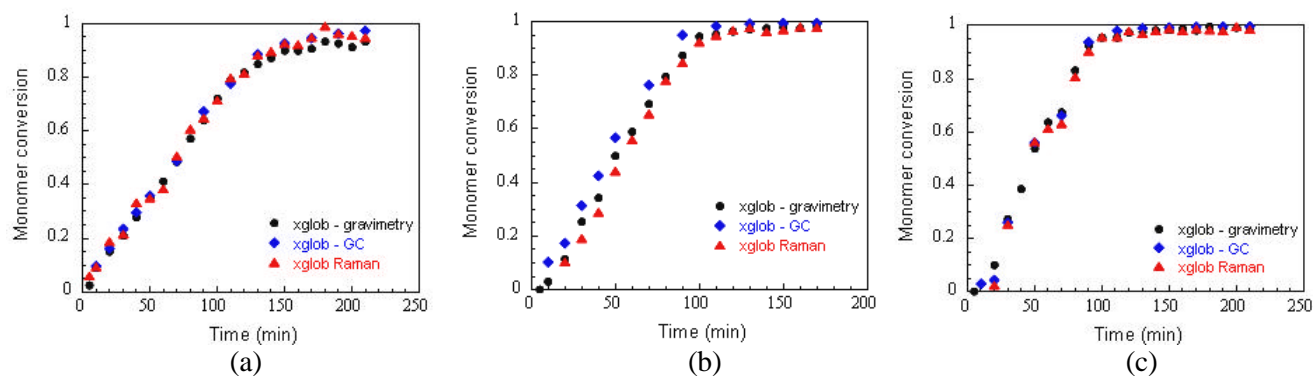 1
0.8
0.6
0.4
0.2
0
Monomer conversion
xglob - gravimetry
xglob - GC
xglob Raman
0 50 100 150 200 250
Time (min)
(a)
1
0.8
0.6
0.4
0.2
0
Monomer conversion
xglob - gravimetry
xglob - GC
xglob Raman
0 50 100 150 200
Time (min)
(b)
1
0.8
0.6
0.4
0.2
0
Monomer conversion
xglob - gravimetry
xglob - GC
xglob Raman
0 50 100 150 200 250
Time (min)
(c)